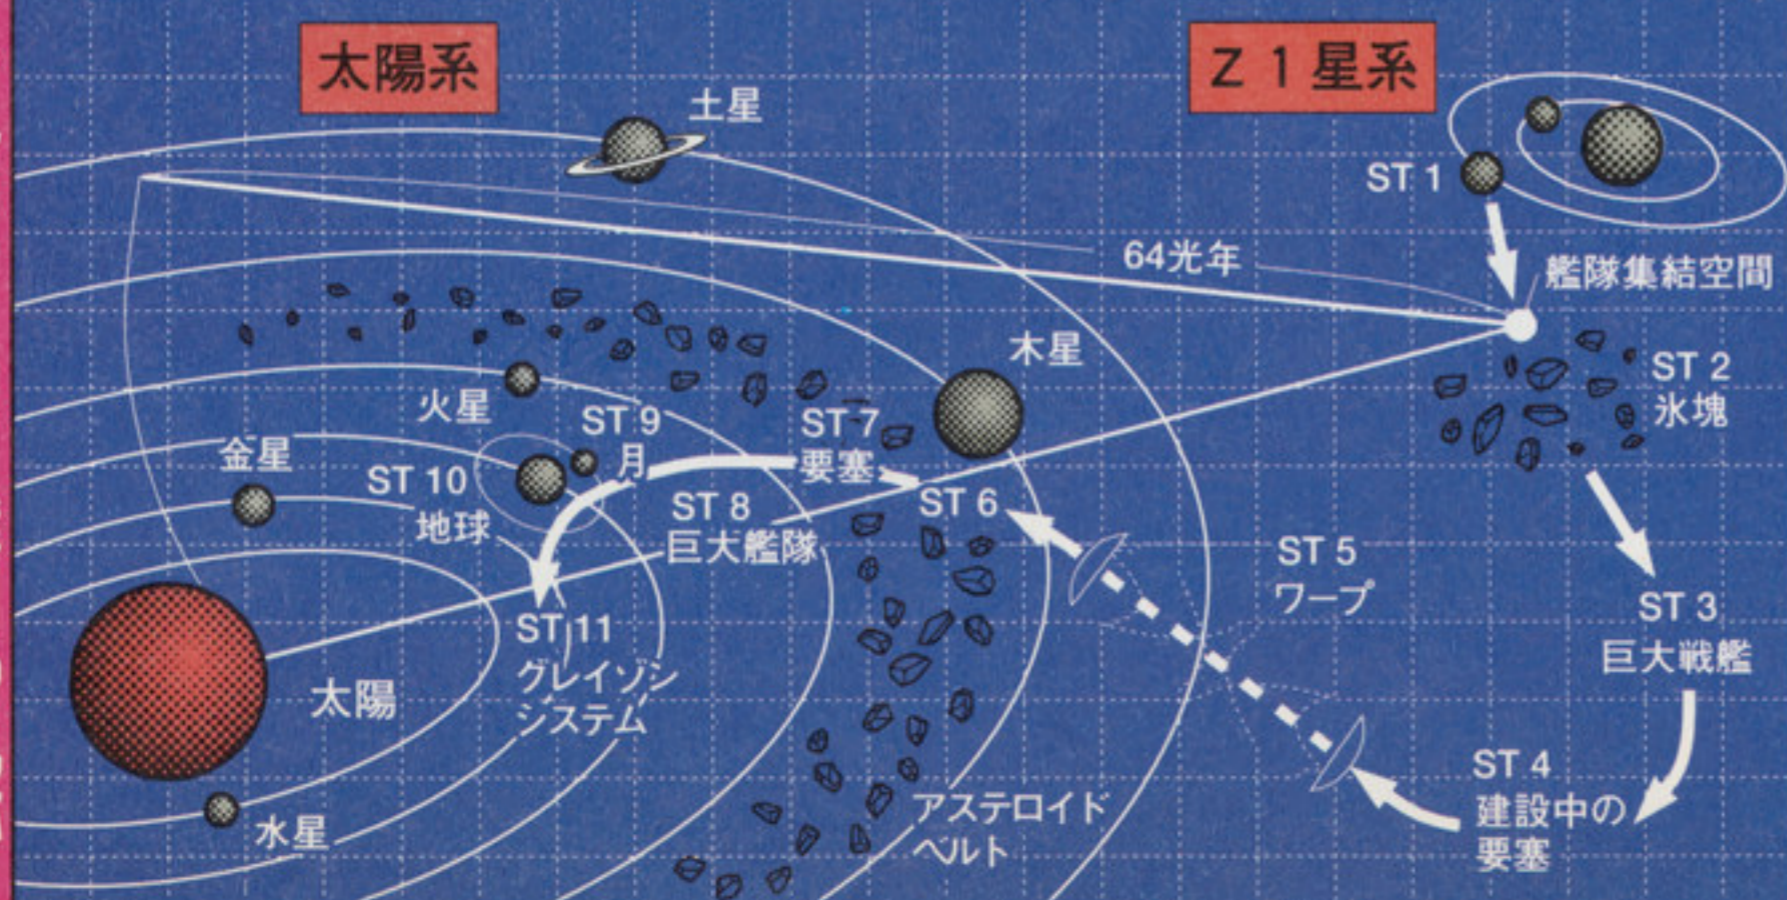 太陽系
Z 1 星系
土星
ST 1
64光年
艦隊集結空間
木星
ST 2
氷塊
火星
ST 9
月
ST 7
要塞
金星
ST 10
地球
ST 8
巨大艦隊
ST 6
ST 5
ワープ
ST 3
巨大戦艦
ST 11
グレイゾン
システム
太陽
ST 4
建設中の
要塞
アステロイド
ベルト
水星